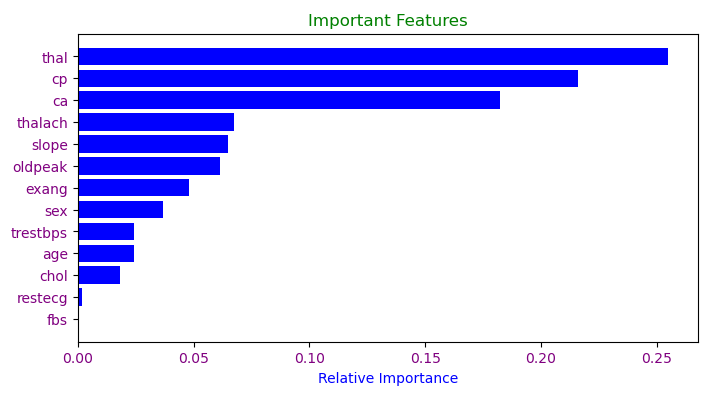 Important Features
thal
cp
ca
thalach
slope
oldpeak
exang
sex
trestbps
age
chol
restecg
fbs
0.00 0.05 0.10 0.15 0.20 0.25
Relative Importance